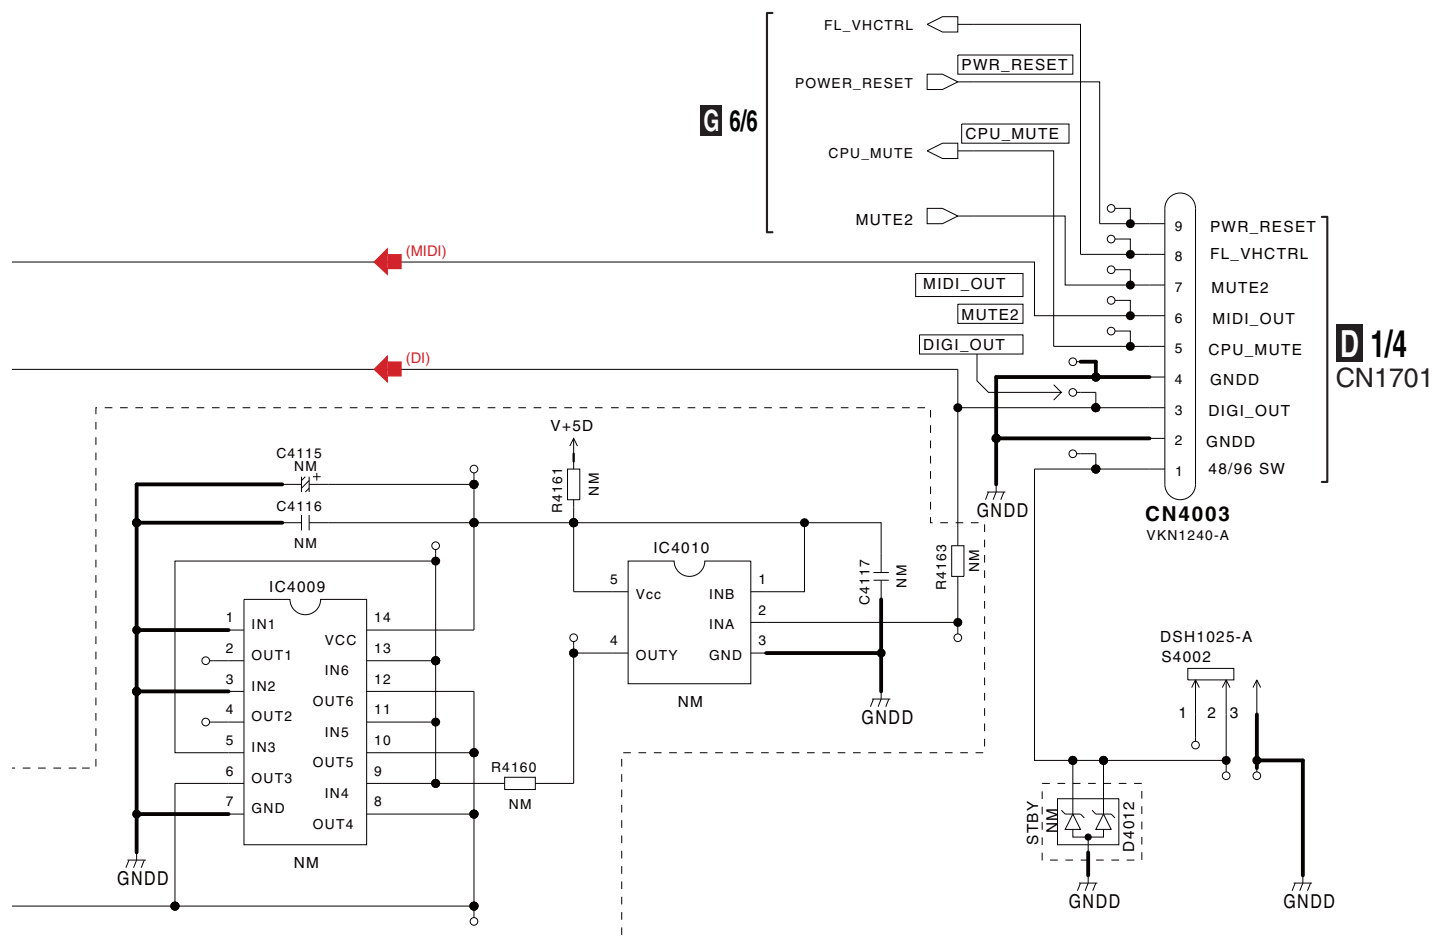 FL_VHCTRL
PWR_RESET
POWER_RESET
G 6/6
CPU_MUTE
CPU_MUTE
MUTE2
9 PWR_RESET
(MIDI)
8 FL_VHCTRL
MIDI_OUT
7 MUTE2
MUTE2
6 MIDI_OUT
DIGI_OUT
5 CPU_MUTE
D 1/4
CN1701
(DI)
4 GNDD
3 DIGI_OUT
2 GNDD
1 48/96 SW
GNDD
CN4003
VKN1240-A
V+5D
C4115
NM
+
R4161
NM
C4116
NM
IC4010
5 Vcc
1 INB
2 INA
4 OUTY
3 GND
NM
C4117
NM
R4163
NM
GNDD
IC4009
1 IN1
14 VCC
2 OUT1
13 IN6
3 IN2
12 OUT6
4 OUT2
11 IN5
5 IN3
10 OUT5
6 OUT3
9 IN4
7 GND
8 OUT4
NM
R4160
NM
GNDD
DSH1025-A
S4002
1 2 3
STBY
NM
D4012
GNDD
GNDD